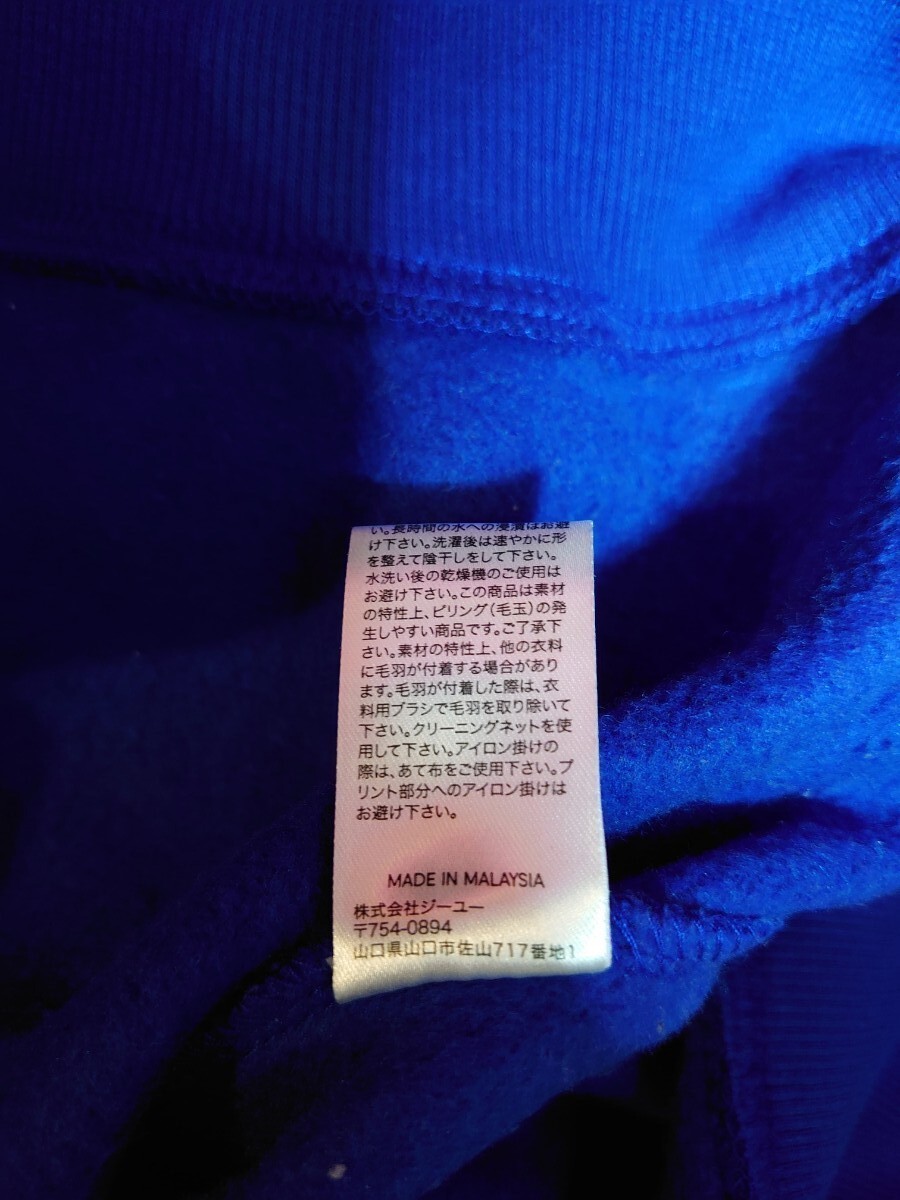 い。長時間の水への浸漬はお避
け下さい。洗濯後は速やかに形
を整えて陰干しをして下さい。
水洗い後の乾燥機のご使用は
お避け下さい。この商品は素材
の特性上、ピリング(毛玉)の発
生しやすい商品です。ご了承下
さい。素材の特性上、他の衣料
に毛羽が付着する場合があり
ます。毛羽が付着した際は、衣
料用ブラシで毛羽を取り除いて
下さい。クリーニングネットを使
用して下さい。アイロン掛けの
際は、あて布をご使用下さい。プ
リント部分へのアイロン掛けは
お避け下さい。
MADE IN MALAYSIA
株式会社ジーユー
〒754-0894
山口県山口市佐山717番地1